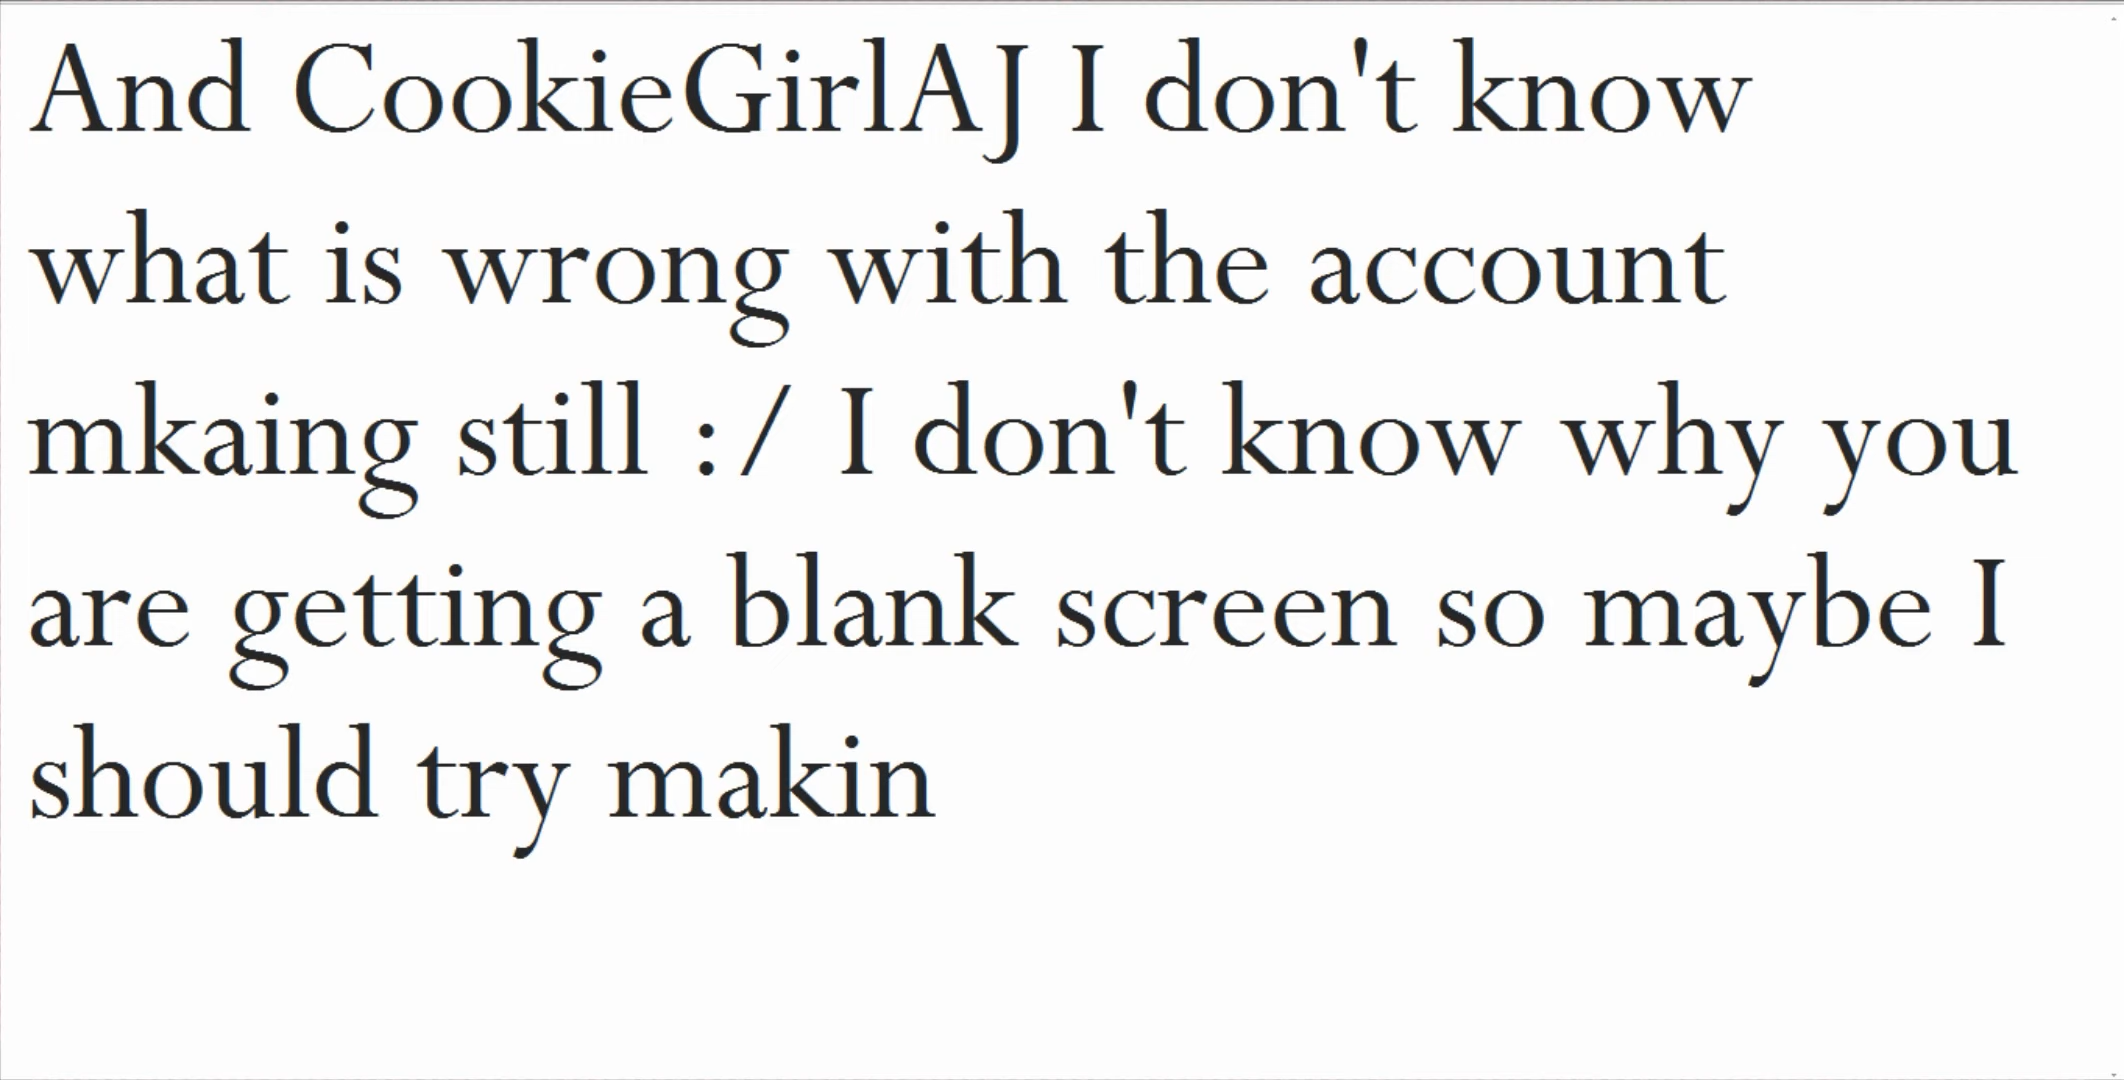 And CookieGirlAJ I don't know
what is wrong with the account
mkaing still :/ I don't know why you
are getting a blank screen so maybe I
should try makin